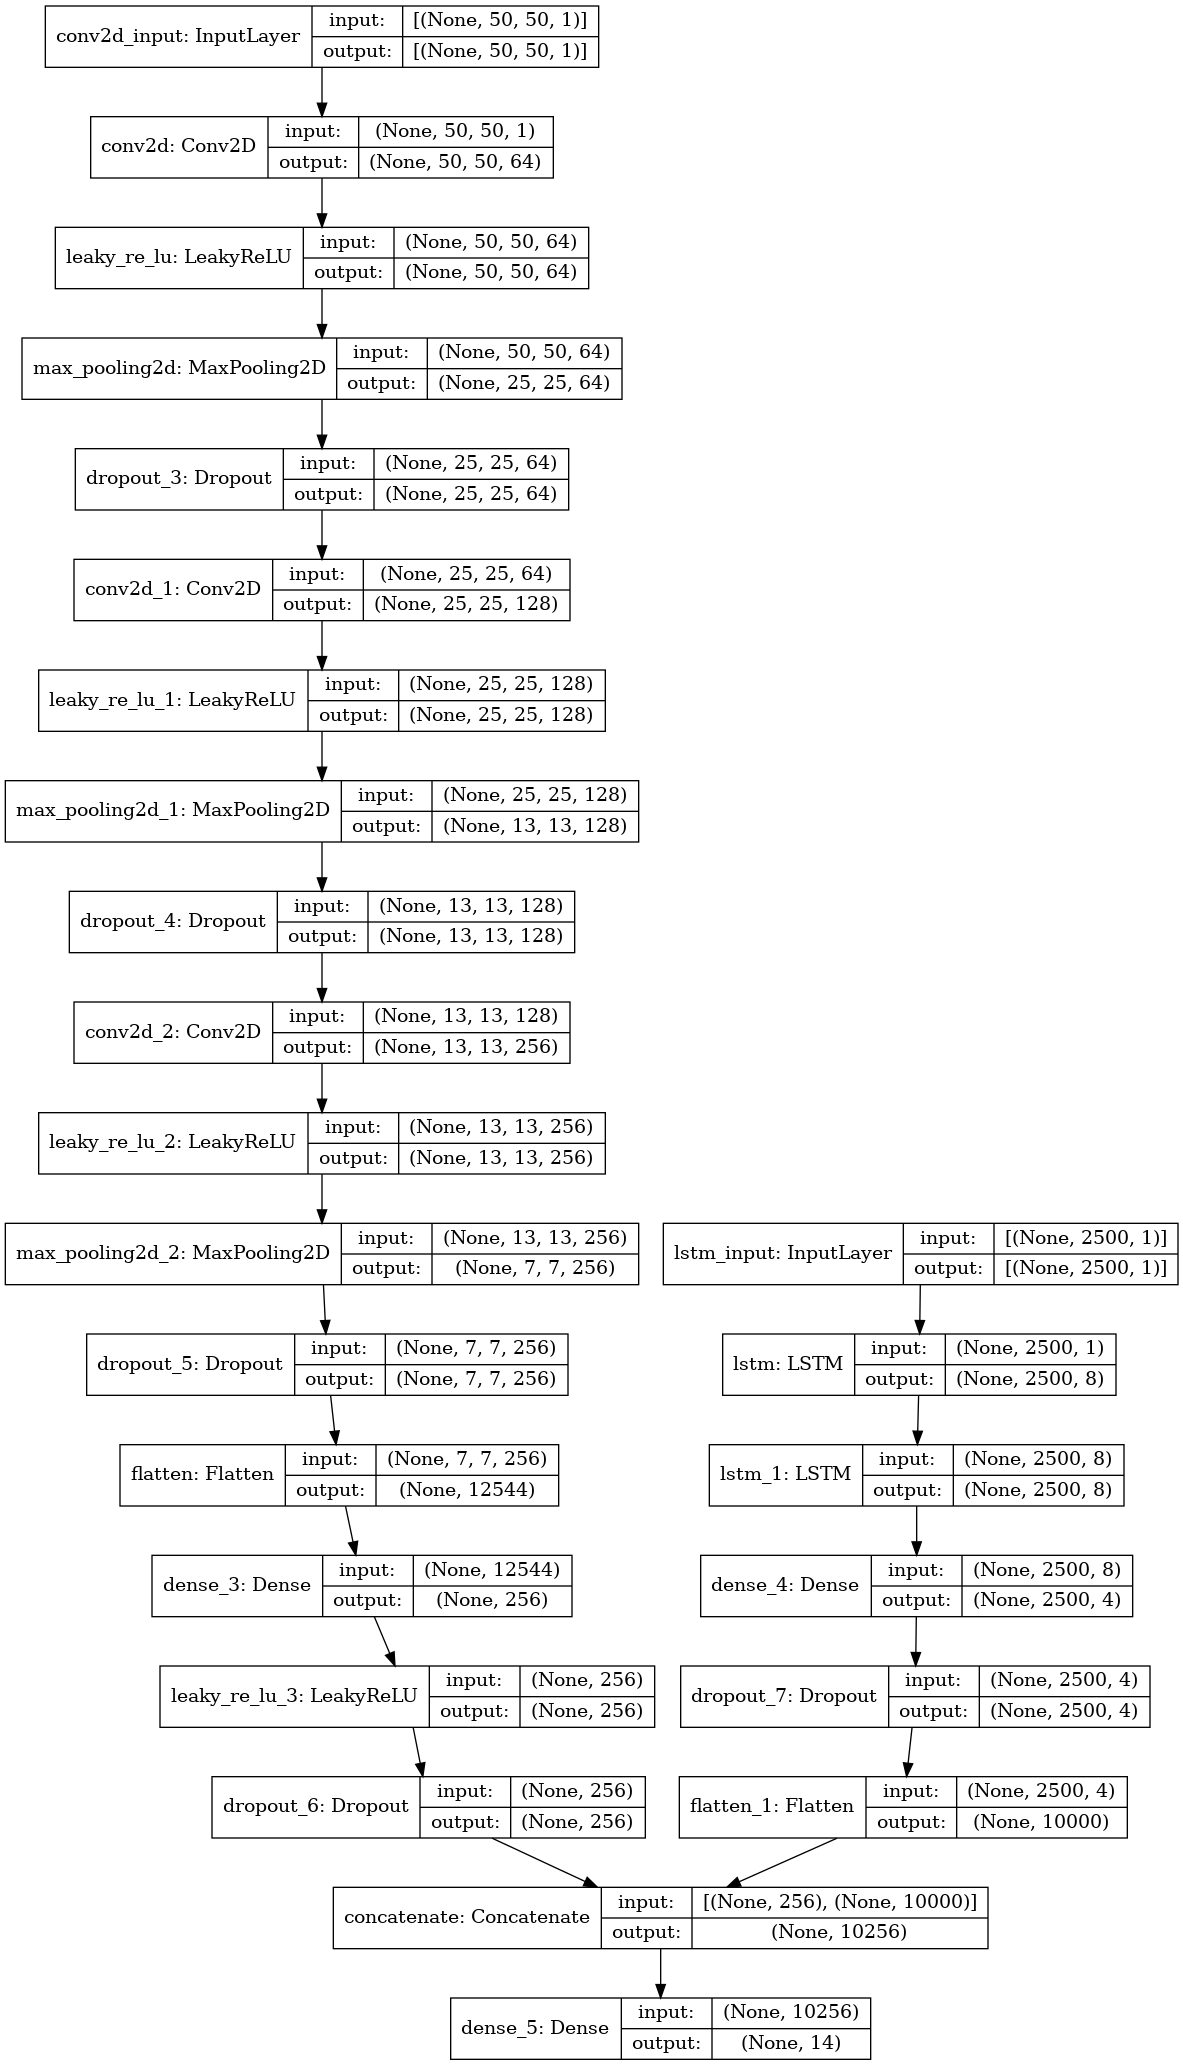 conv2d_input: InputLayer
input:
[(None, 50, 50, 1)]
output:
[(None, 50, 50, 1)]
conv2d: Conv2D
input:
(None, 50, 50, 1)
output:
(None, 50, 50, 64)
leaky_re_lu: LeakyReLU
input:
(None, 50, 50, 64)
output:
(None, 50, 50, 64)
max_pooling2d: MaxPooling2D
input:
(None, 50, 50, 64)
output:
(None, 25, 25, 64)
dropout_3: Dropout
input:
(None, 25, 25, 64)
output:
(None, 25, 25, 64)
conv2d_1: Conv2D
input:
(None, 25, 25, 64)
output:
(None, 25, 25, 128)
leaky_re_lu_1: LeakyReLU
input:
(None, 25, 25, 128)
output:
(None, 25, 25, 128)
max_pooling2d_1: MaxPooling2D
input:
(None, 25, 25, 128)
output:
(None, 13, 13, 128)
dropout_4: Dropout
input:
(None, 13, 13, 128)
output:
(None, 13, 13, 128)
conv2d_2: Conv2D
input:
(None, 13, 13, 128)
output:
(None, 13, 13, 256)
leaky_re_lu_2: LeakyReLU
input:
(None, 13, 13, 256)
output:
(None, 13, 13, 256)
max_pooling2d_2: MaxPooling2D
input:
(None, 13, 13, 256)
output:
(None, 7, 7, 256)
lstm_input: InputLayer
input:
[(None, 2500, 1)]
output:
[(None, 2500, 1)]
dropout_5: Dropout
input:
(None, 7, 7, 256)
output:
(None, 7, 7, 256)
lstm: LSTM
input:
(None, 2500, 1)
output:
(None, 2500, 8)
flatten: Flatten
input:
(None, 7, 7, 256)
output:
(None, 12544)
lstm_1: LSTM
input:
(None, 2500, 8)
output:
(None, 2500, 8)
dense_3: Dense
input:
(None, 12544)
output:
(None, 256)
dense_4: Dense
input:
(None, 2500, 8)
output:
(None, 2500, 4)
leaky_re_lu_3: LeakyReLU
input:
(None, 256)
output:
(None, 256)
dropout_7: Dropout
input:
(None, 2500, 4)
output:
(None, 2500, 4)
dropout_6: Dropout
input:
(None, 256)
output:
(None, 256)
flatten_1: Flatten
input:
(None, 2500, 4)
output:
(None, 10000)
concatenate: Concatenate
input:
[(None, 256), (None, 10000)]
output:
(None, 10256)
dense_5: Dense
input:
(None, 10256)
output:
(None, 14)